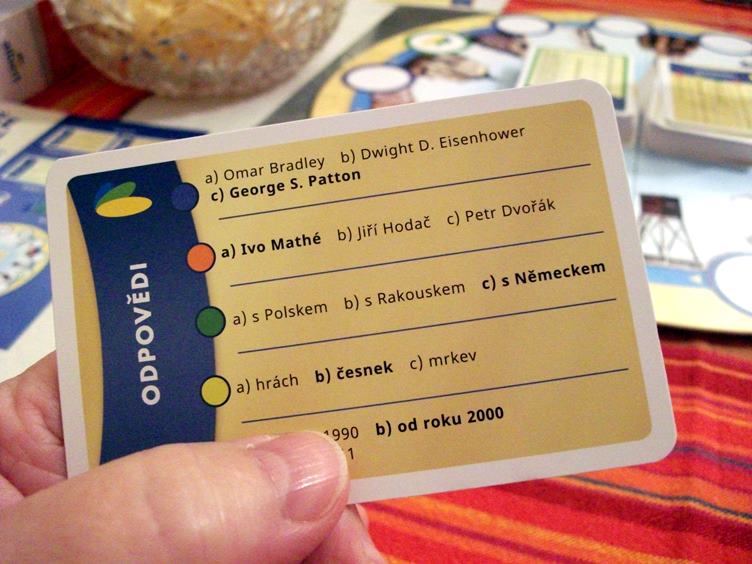 ODPOVĚDI
a) Omar Bradley b) Dwight D. Eisenhower
c) George S. Patton
a) Ivo Mathé b) Jiří Hodač c) Petr Dvořák
a) s Polskem b) s Rakouskem c) s Německem
a) hrách b) česnek c) mrkev
1990 b) od roku 2000
1